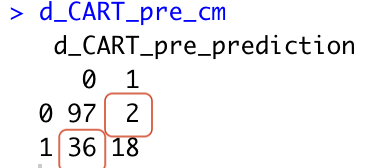 > d_CART_pre_cm
d_CART_pre_prediction
0 1
0 97 2
1 36 18